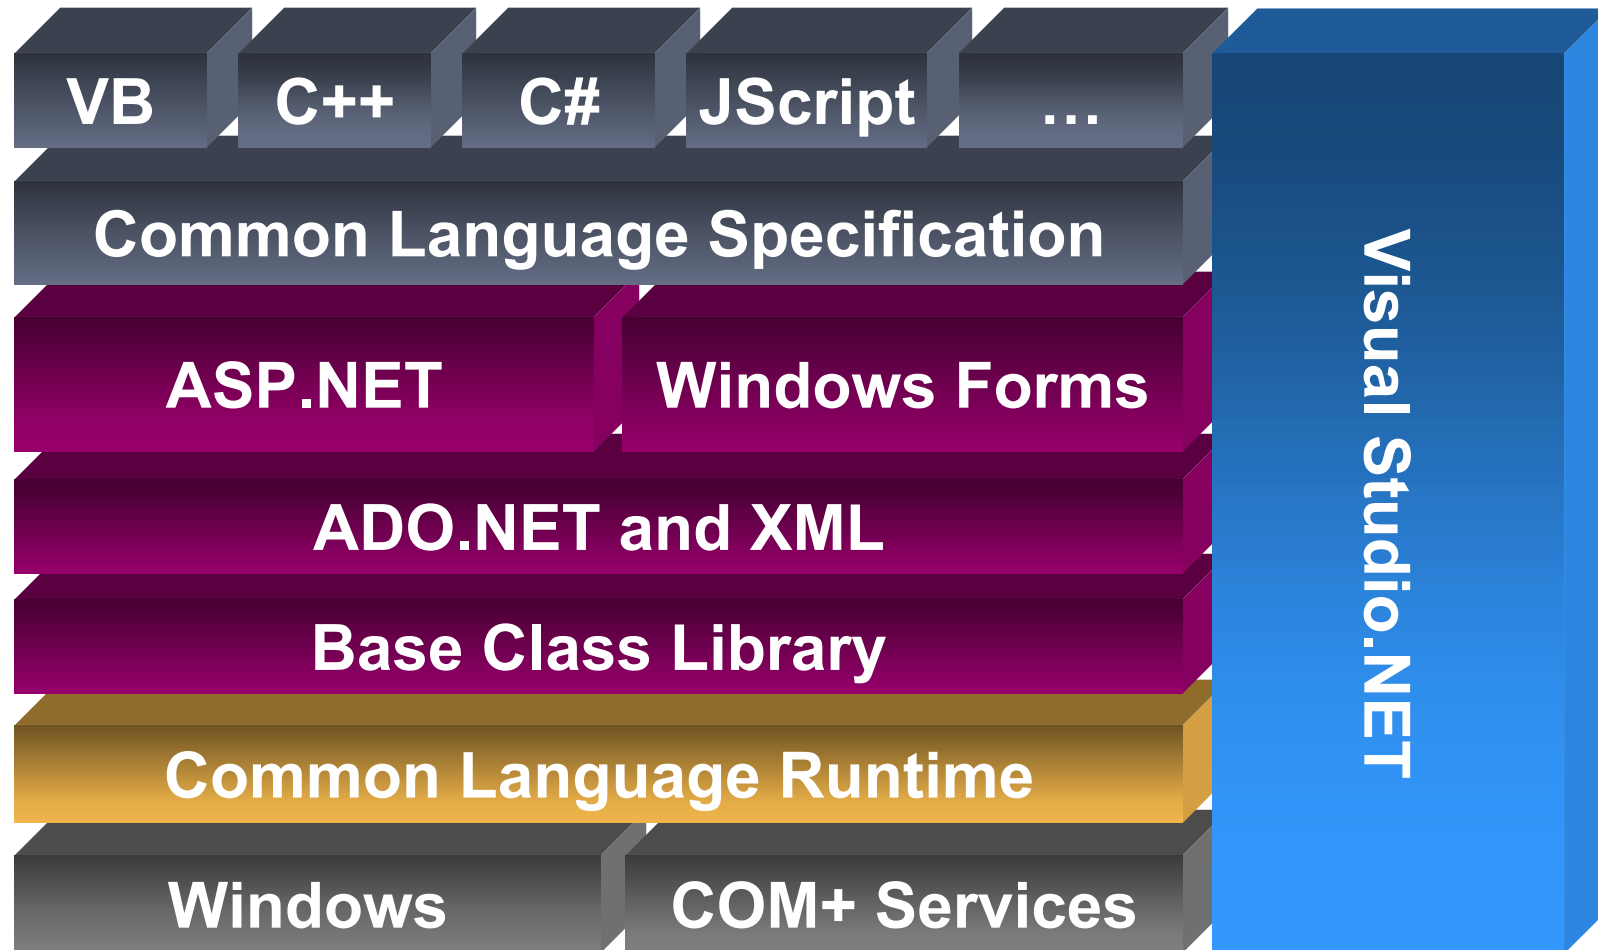 VB
C++
C#
JScript
…
Common Language Specification
ASP.NET
Windows Forms
ADO.NET and XML
Base Class Library
Common Language Runtime
Windows
COM+ Services
Visual Studio.NET